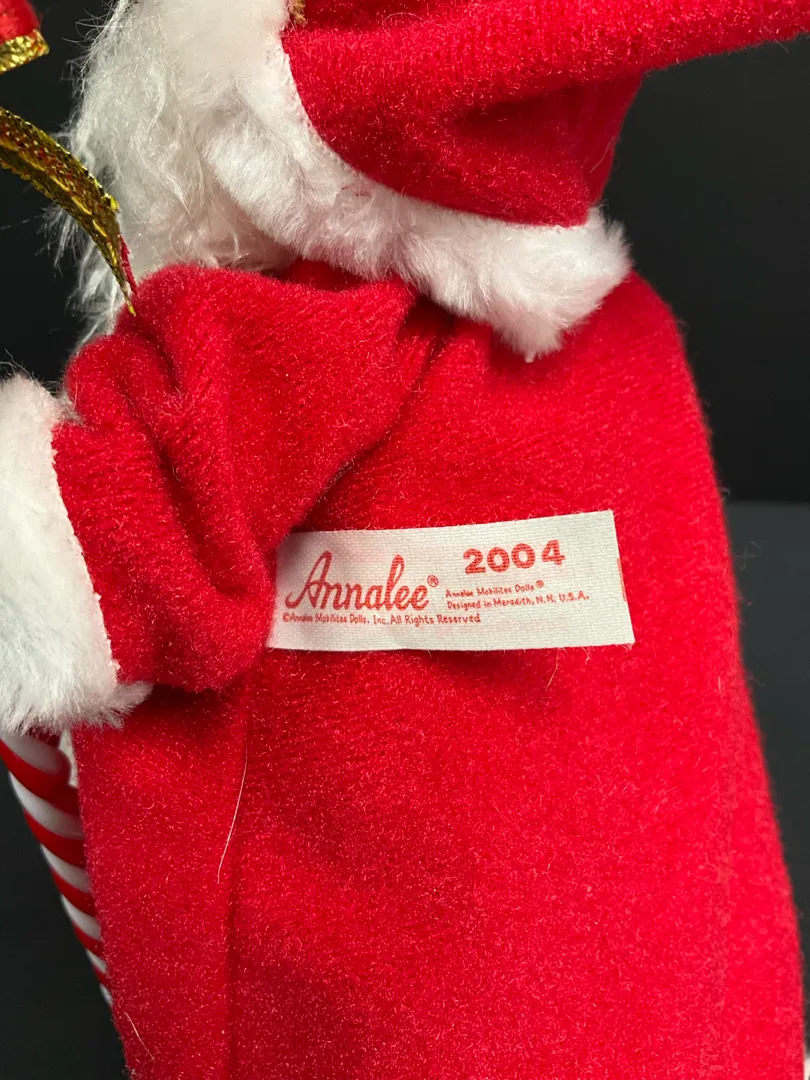 Annalee® 2004
Annalee Mobilitee Dolls®
Designed in Meredith, N.H. U.S.A.
©Annalee Mobilitee Dolls, Inc. All Rights Reserved